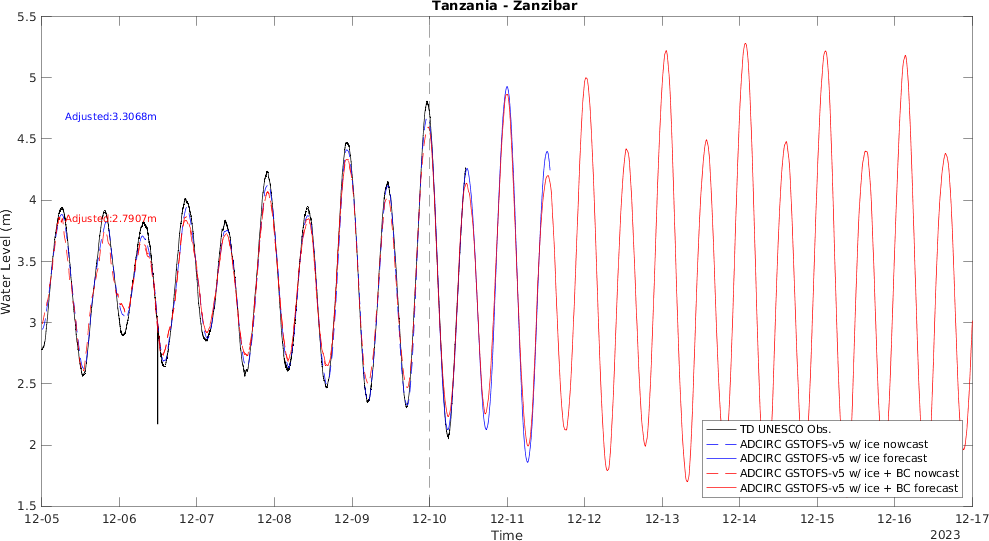 Tanzania - Zanzibar
5.5
5
4.5
4
3.5
3
2.5
2
1.5
Water Level (m)
Adjusted:3.3068m
Adjusted:2.7907m
TD UNESCO Obs.
ADCIRC GSTOFS-v5 w/ ice nowcast
ADCIRC GSTOFS-v5 w/ ice forecast
ADCIRC GSTOFS-v5 w/ ice + BC nowcast
ADCIRC GSTOFS-v5 w/ ice + BC forecast
12-05 12-06 12-07 12-08 12-09 12-10 12-11 12-12 12-13 12-14 12-15 12-16 12-17
Time
2023